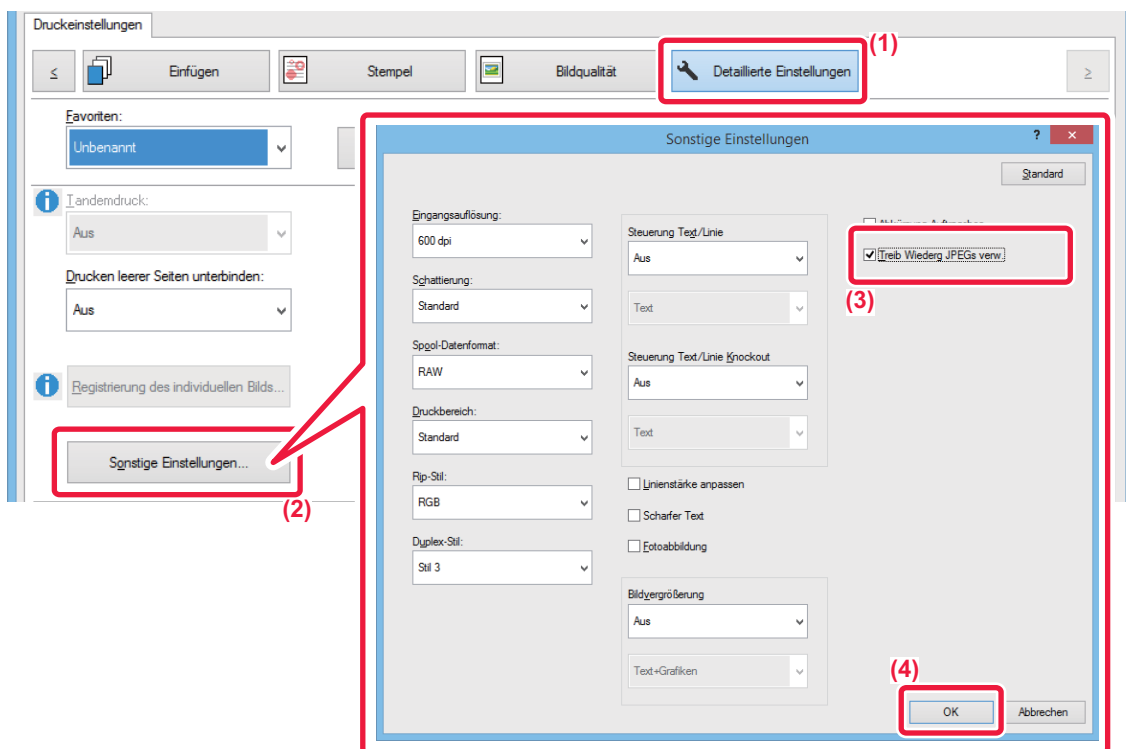 Druckeinstellungen
(1)
≤
Einfügen
Stempel
Bildqualität
Detaillierte Einstellungen
≥
Favoriten:
Unbenannt
Tandemdruck:
Aus
Drucken leerer Seiten unterbinden:
Aus
Registrierung des individuellen Bilds...
Sonstige Einstellungen...
(2)
Sonstige Einstellungen
?
Standard
Eingangsauflösung:
600 dpi
Schattierung:
Standard
Spool-Datenformat:
RAW
Druckbereich:
Standard
Rip-Stil:
RGB
Duplex-Stil:
Stil 3
Steuerung Text/Linie
Aus
Text
Steuerung Text/Linie Knockout
Aus
Text
Linienstärke anpassen
Scharfer Text
Fotoabbildung
Bildvergrößerung
Aus
Text+Grafiken
Treib Wiederg JPEGs verw.
(3)
(4)
OK
Abbrechen